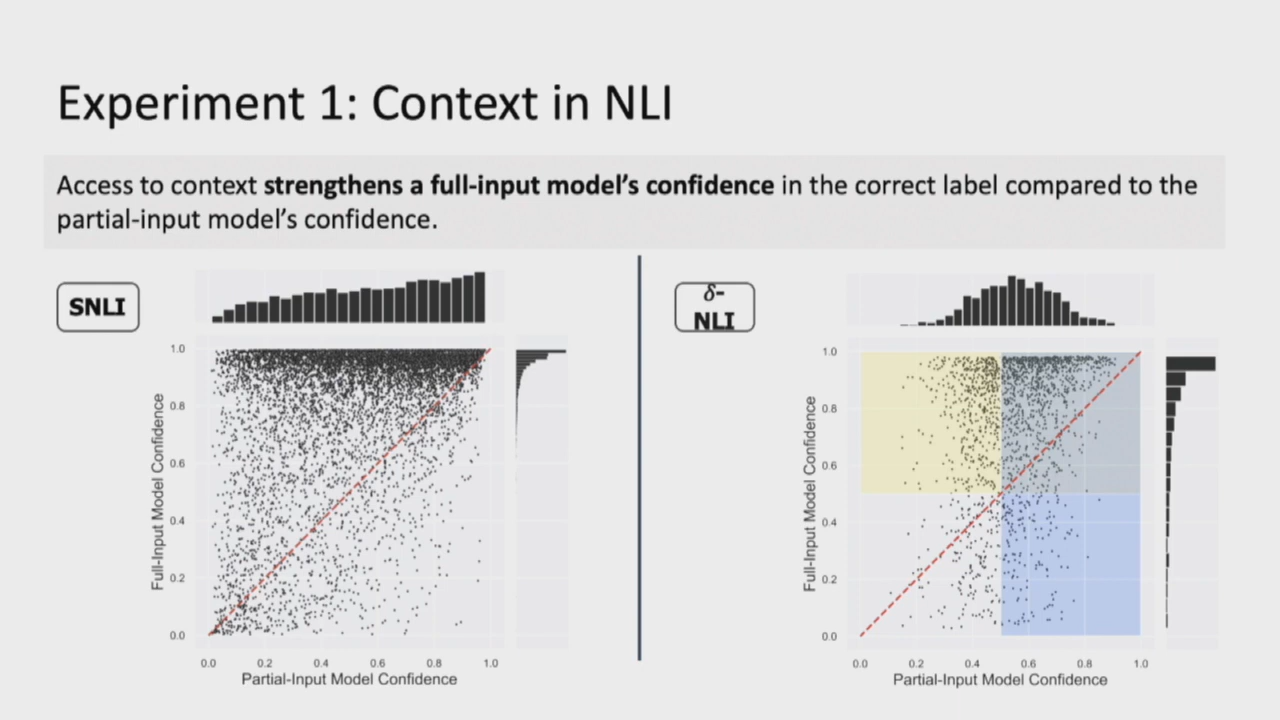 Experiment 1: Context in NLI
Access to context strengthens a full-input model's confidence in the correct label compared to the
partial-input model's confidence.
SNLI
1.0
0.8
0.6
0.4
0.2
0.0
Full-Input Model Confidence
0.0 0.2 0.4 0.6 0.8 1.0
Partial-Input Model Confidence
δ-
NLI
1.0
0.8
0.6
0.4
0.2
0.0
Full-Input Model Confidence
0.0 0.2 0.4 0.6 0.8 1.0
Partial-Input Model Confidence